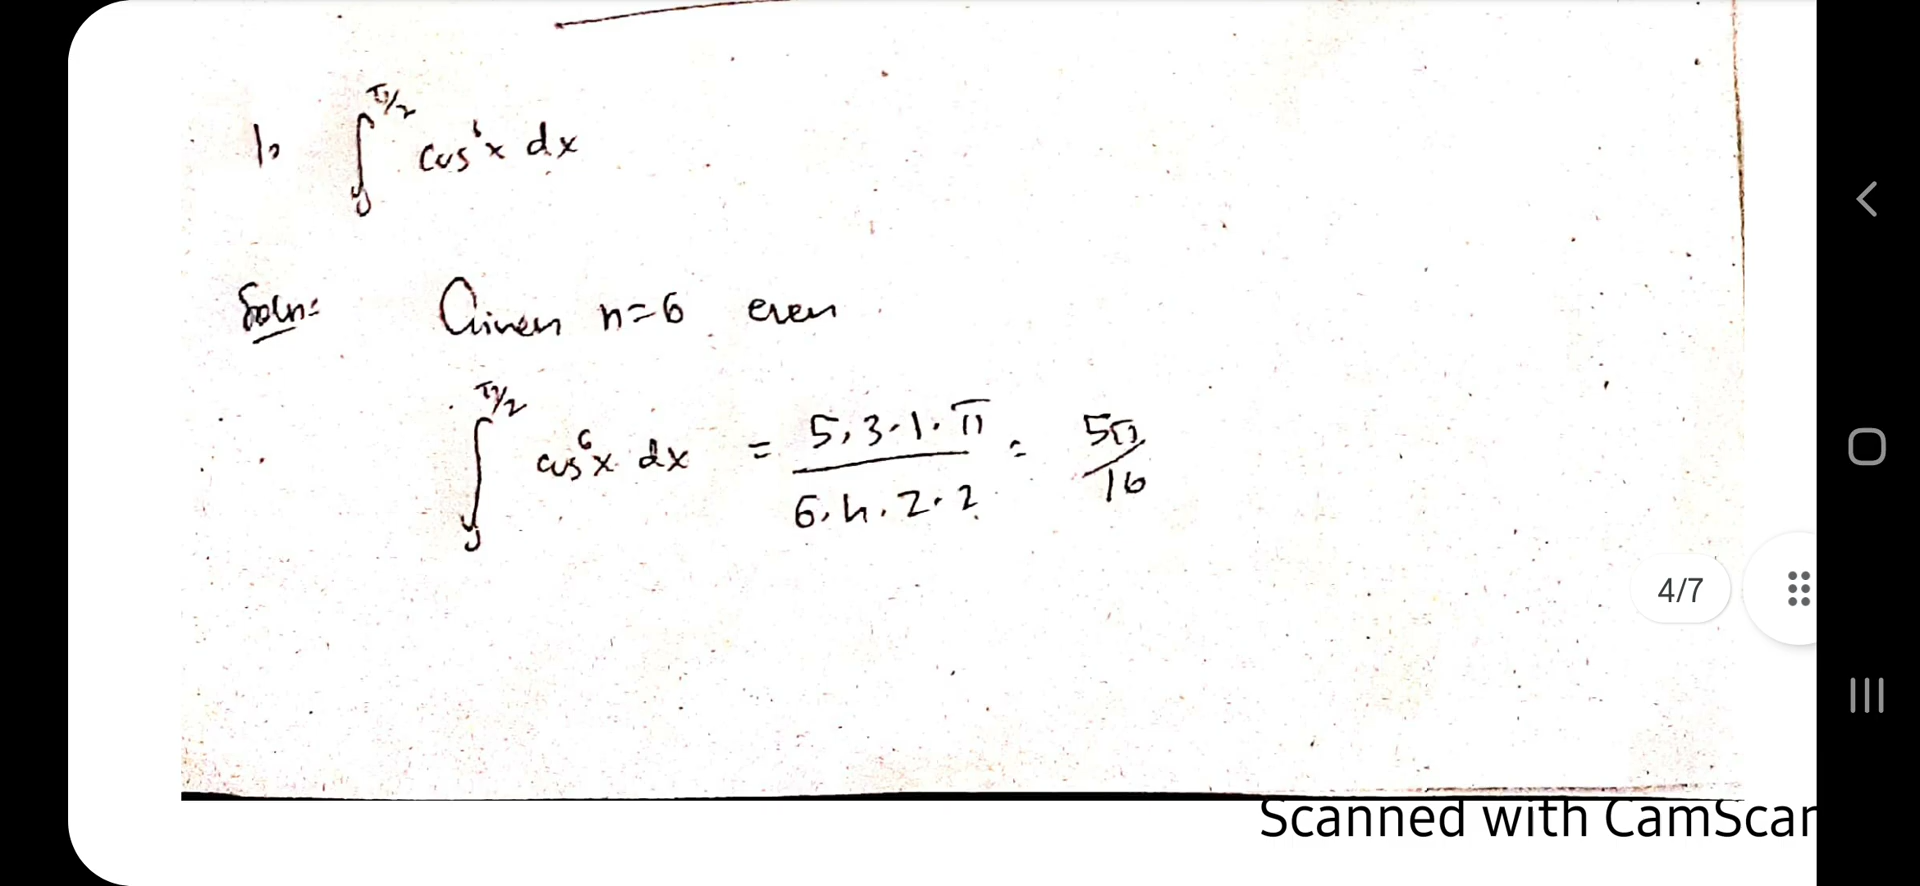 1. ∫₀^π/2 cos⁶x dx
Soln: Given n=6 even
∫₀^π/2 cos⁶x dx = 5.3.1.π / 6.4.2.2 = 5π/16
4/7
Scanned with CamScan